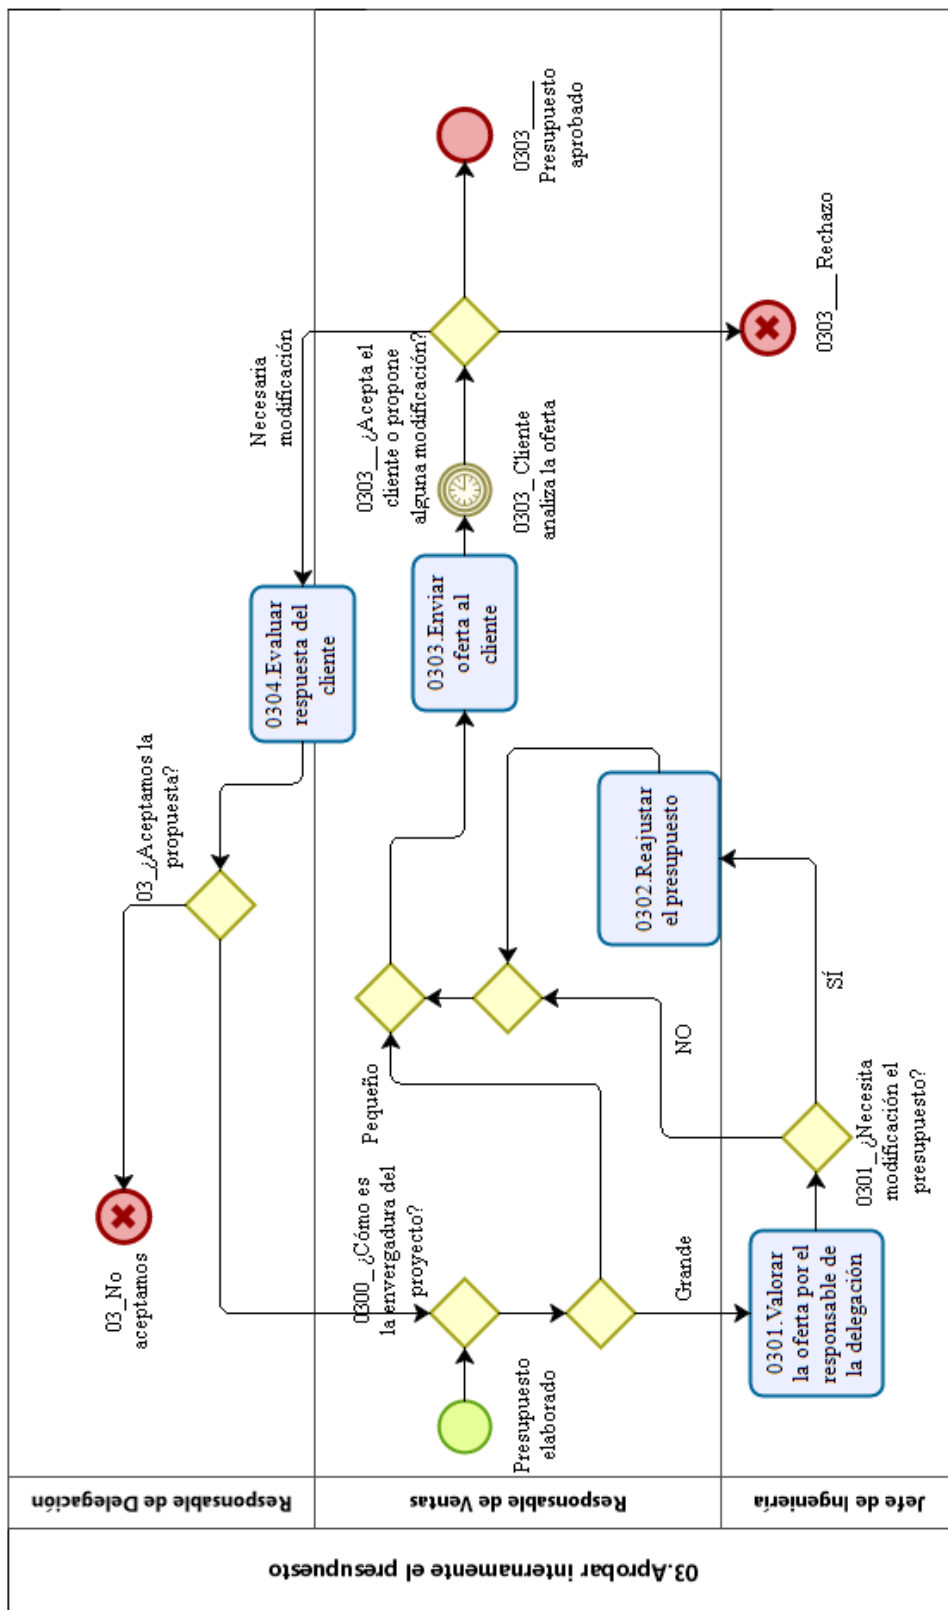 03.Aprobar internamente el presupuesto
Responsable de Delegación
Responsable de Ventas
Jefe de Ingeniería
03_No
aceptamos
03_¿Aceptamos la
propuesta?
0304.Evaluar
respuesta del
cliente
Necesaria
modificación
Presupuesto
elaborado
0300_¿Cómo es
la envergadura del
proyecto?
Pequeño
Grande
NO
0302.Reajustar
el presupuesto
0303.Enviar
oferta al
cliente
0303_Cliente
analiza la oferta
0303__¿Acepta el
cliente o propone
alguna modificación?
0303____
Presupuesto
aprobado
0301.Valorar
la oferta por el
responsable de
la delegación
0301_¿Necesita
modificación el
presupuesto?
SÍ
0303___Rechazo